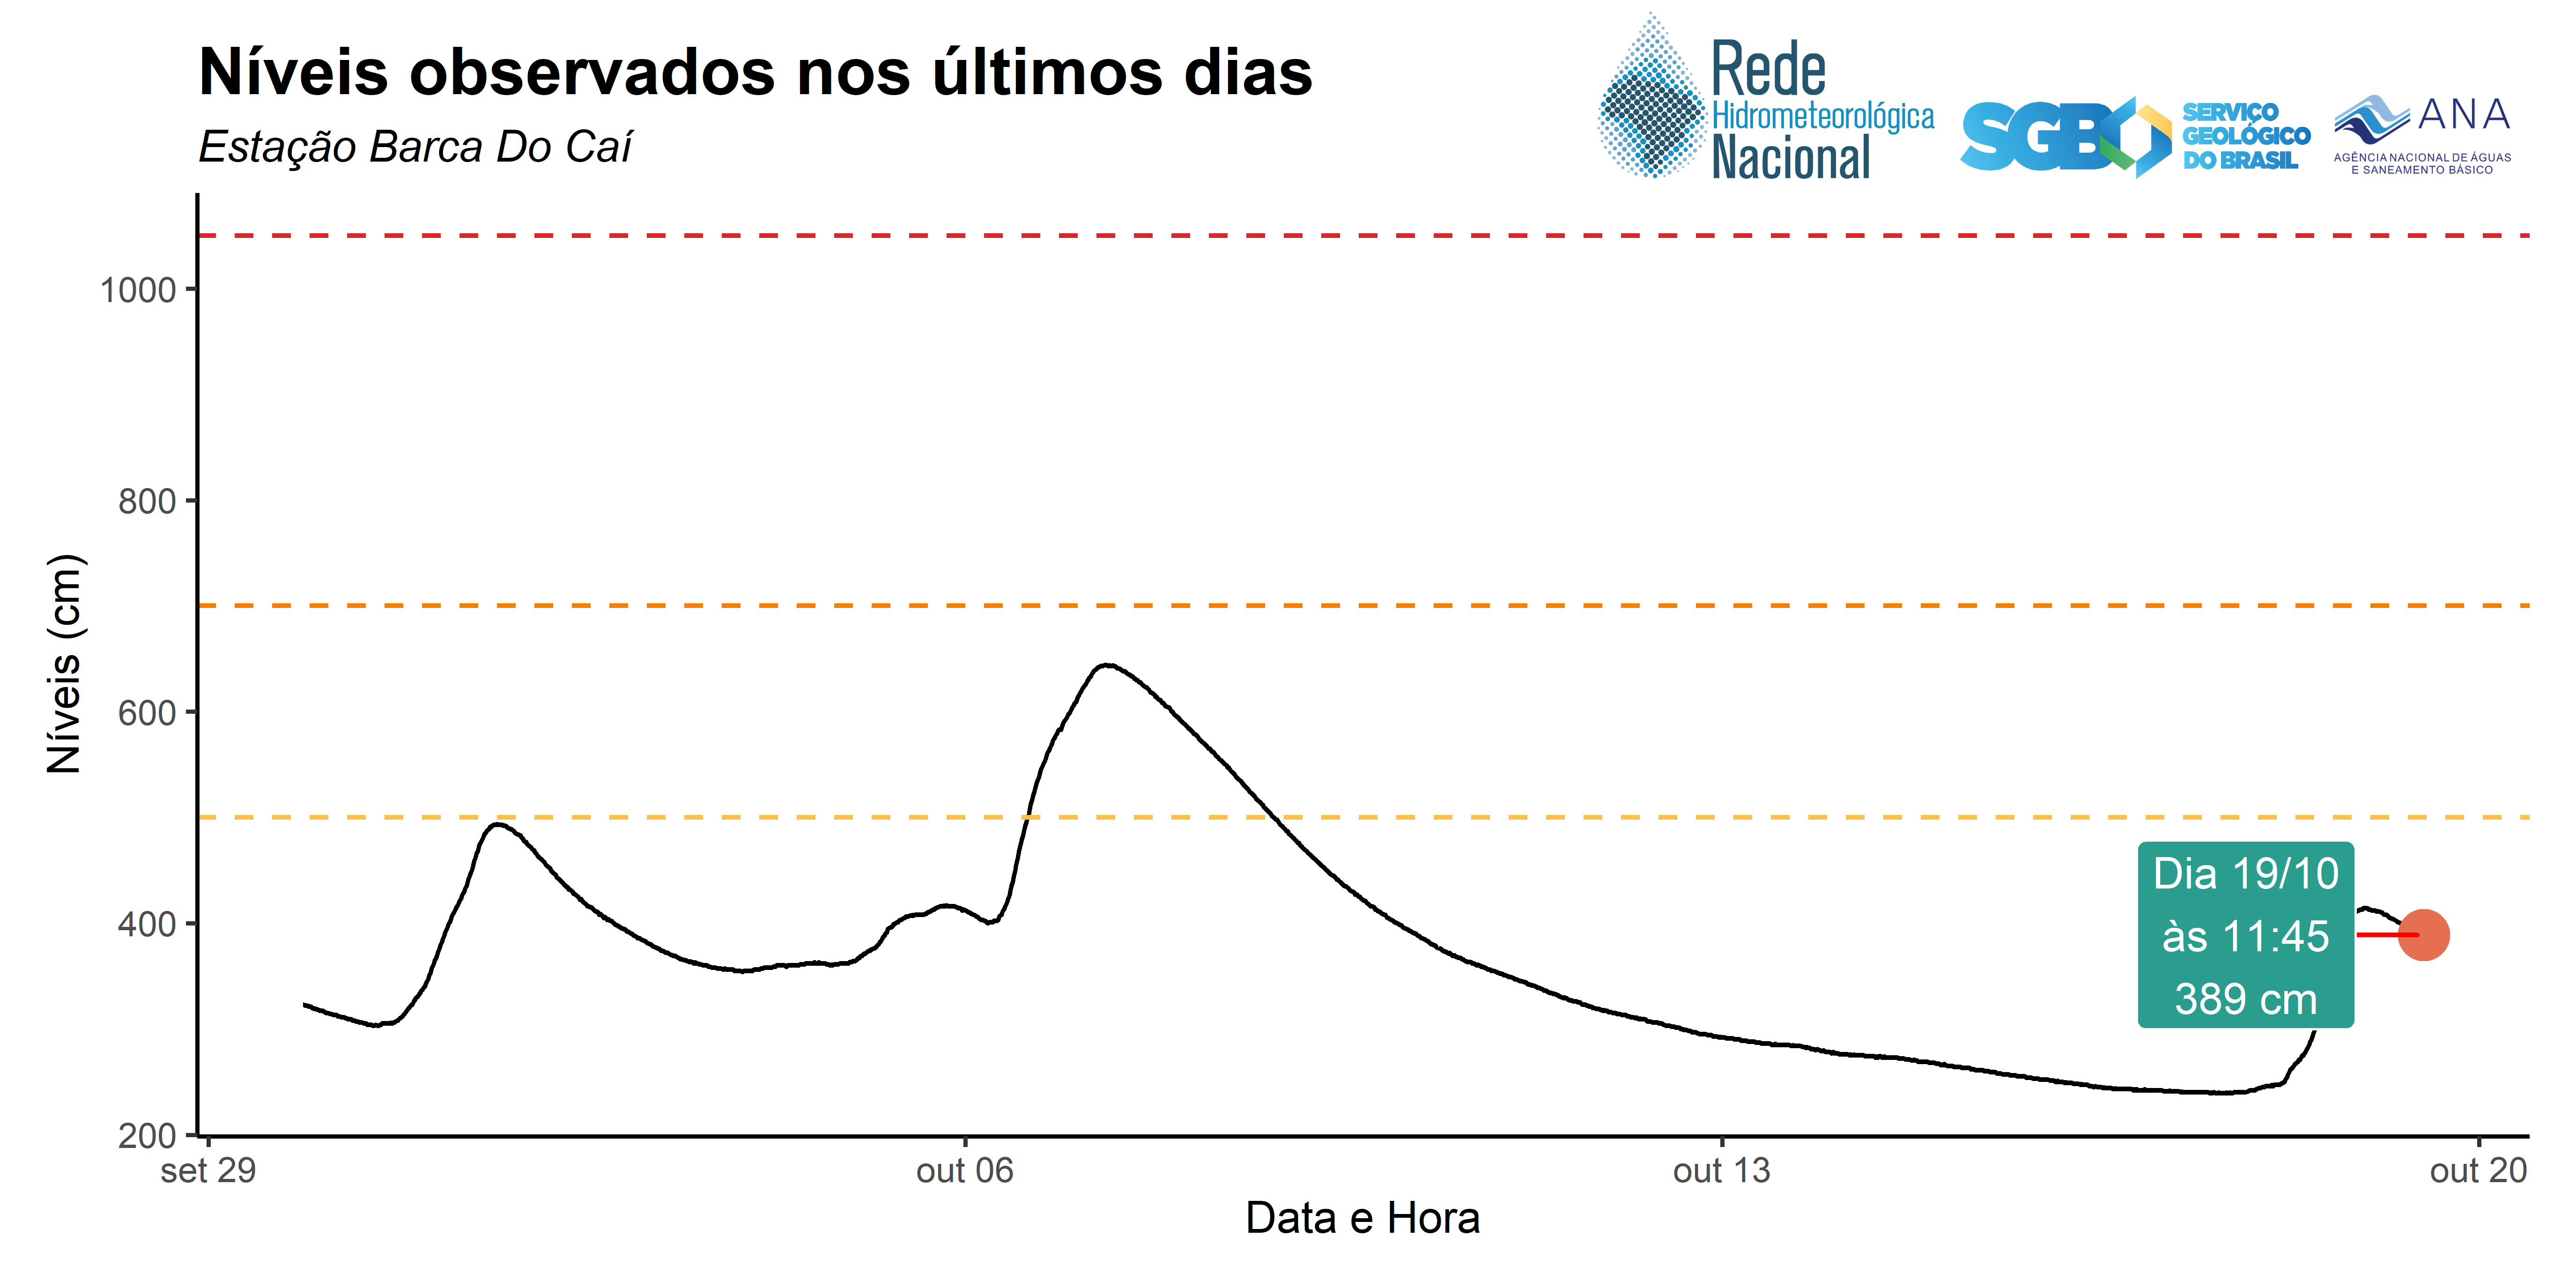 Níveis observados nos últimos dias
Estação Barca Do Caí
Rede
Hidrometeorológica
Nacional
SGB
SERVIÇO
GEOLÓGICO
DO BRASIL
ANA
AGÊNCIA NACIONAL DE ÁGUAS
E SANEAMENTO BÁSICO
Níveis (cm)
1000
800
600
400
200
Dia 19/10
às 11:45
389 cm
set 29
out 06
out 13
out 20
Data e Hora